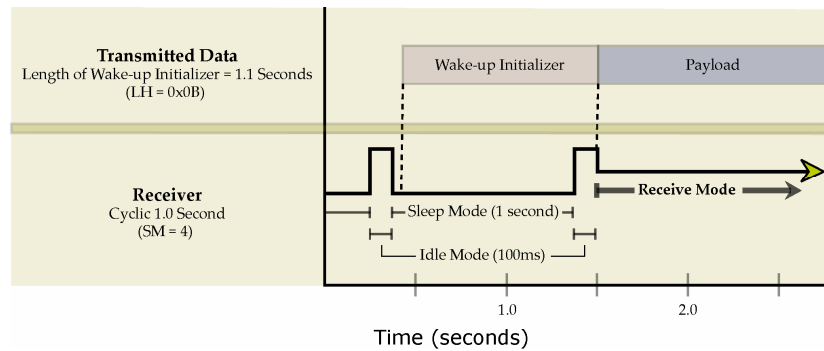 Transmitted Data
Length of Wake-up Initializer = 1.1 Seconds
(LH = 0x0B)
Wake-up Initializer
Payload
Receiver
Cyclic 1.0 Second
(SM = 4)
Receive Mode
Sleep Mode (1 second)
Idle Mode (100ms)
1.0
2.0
Time (seconds)